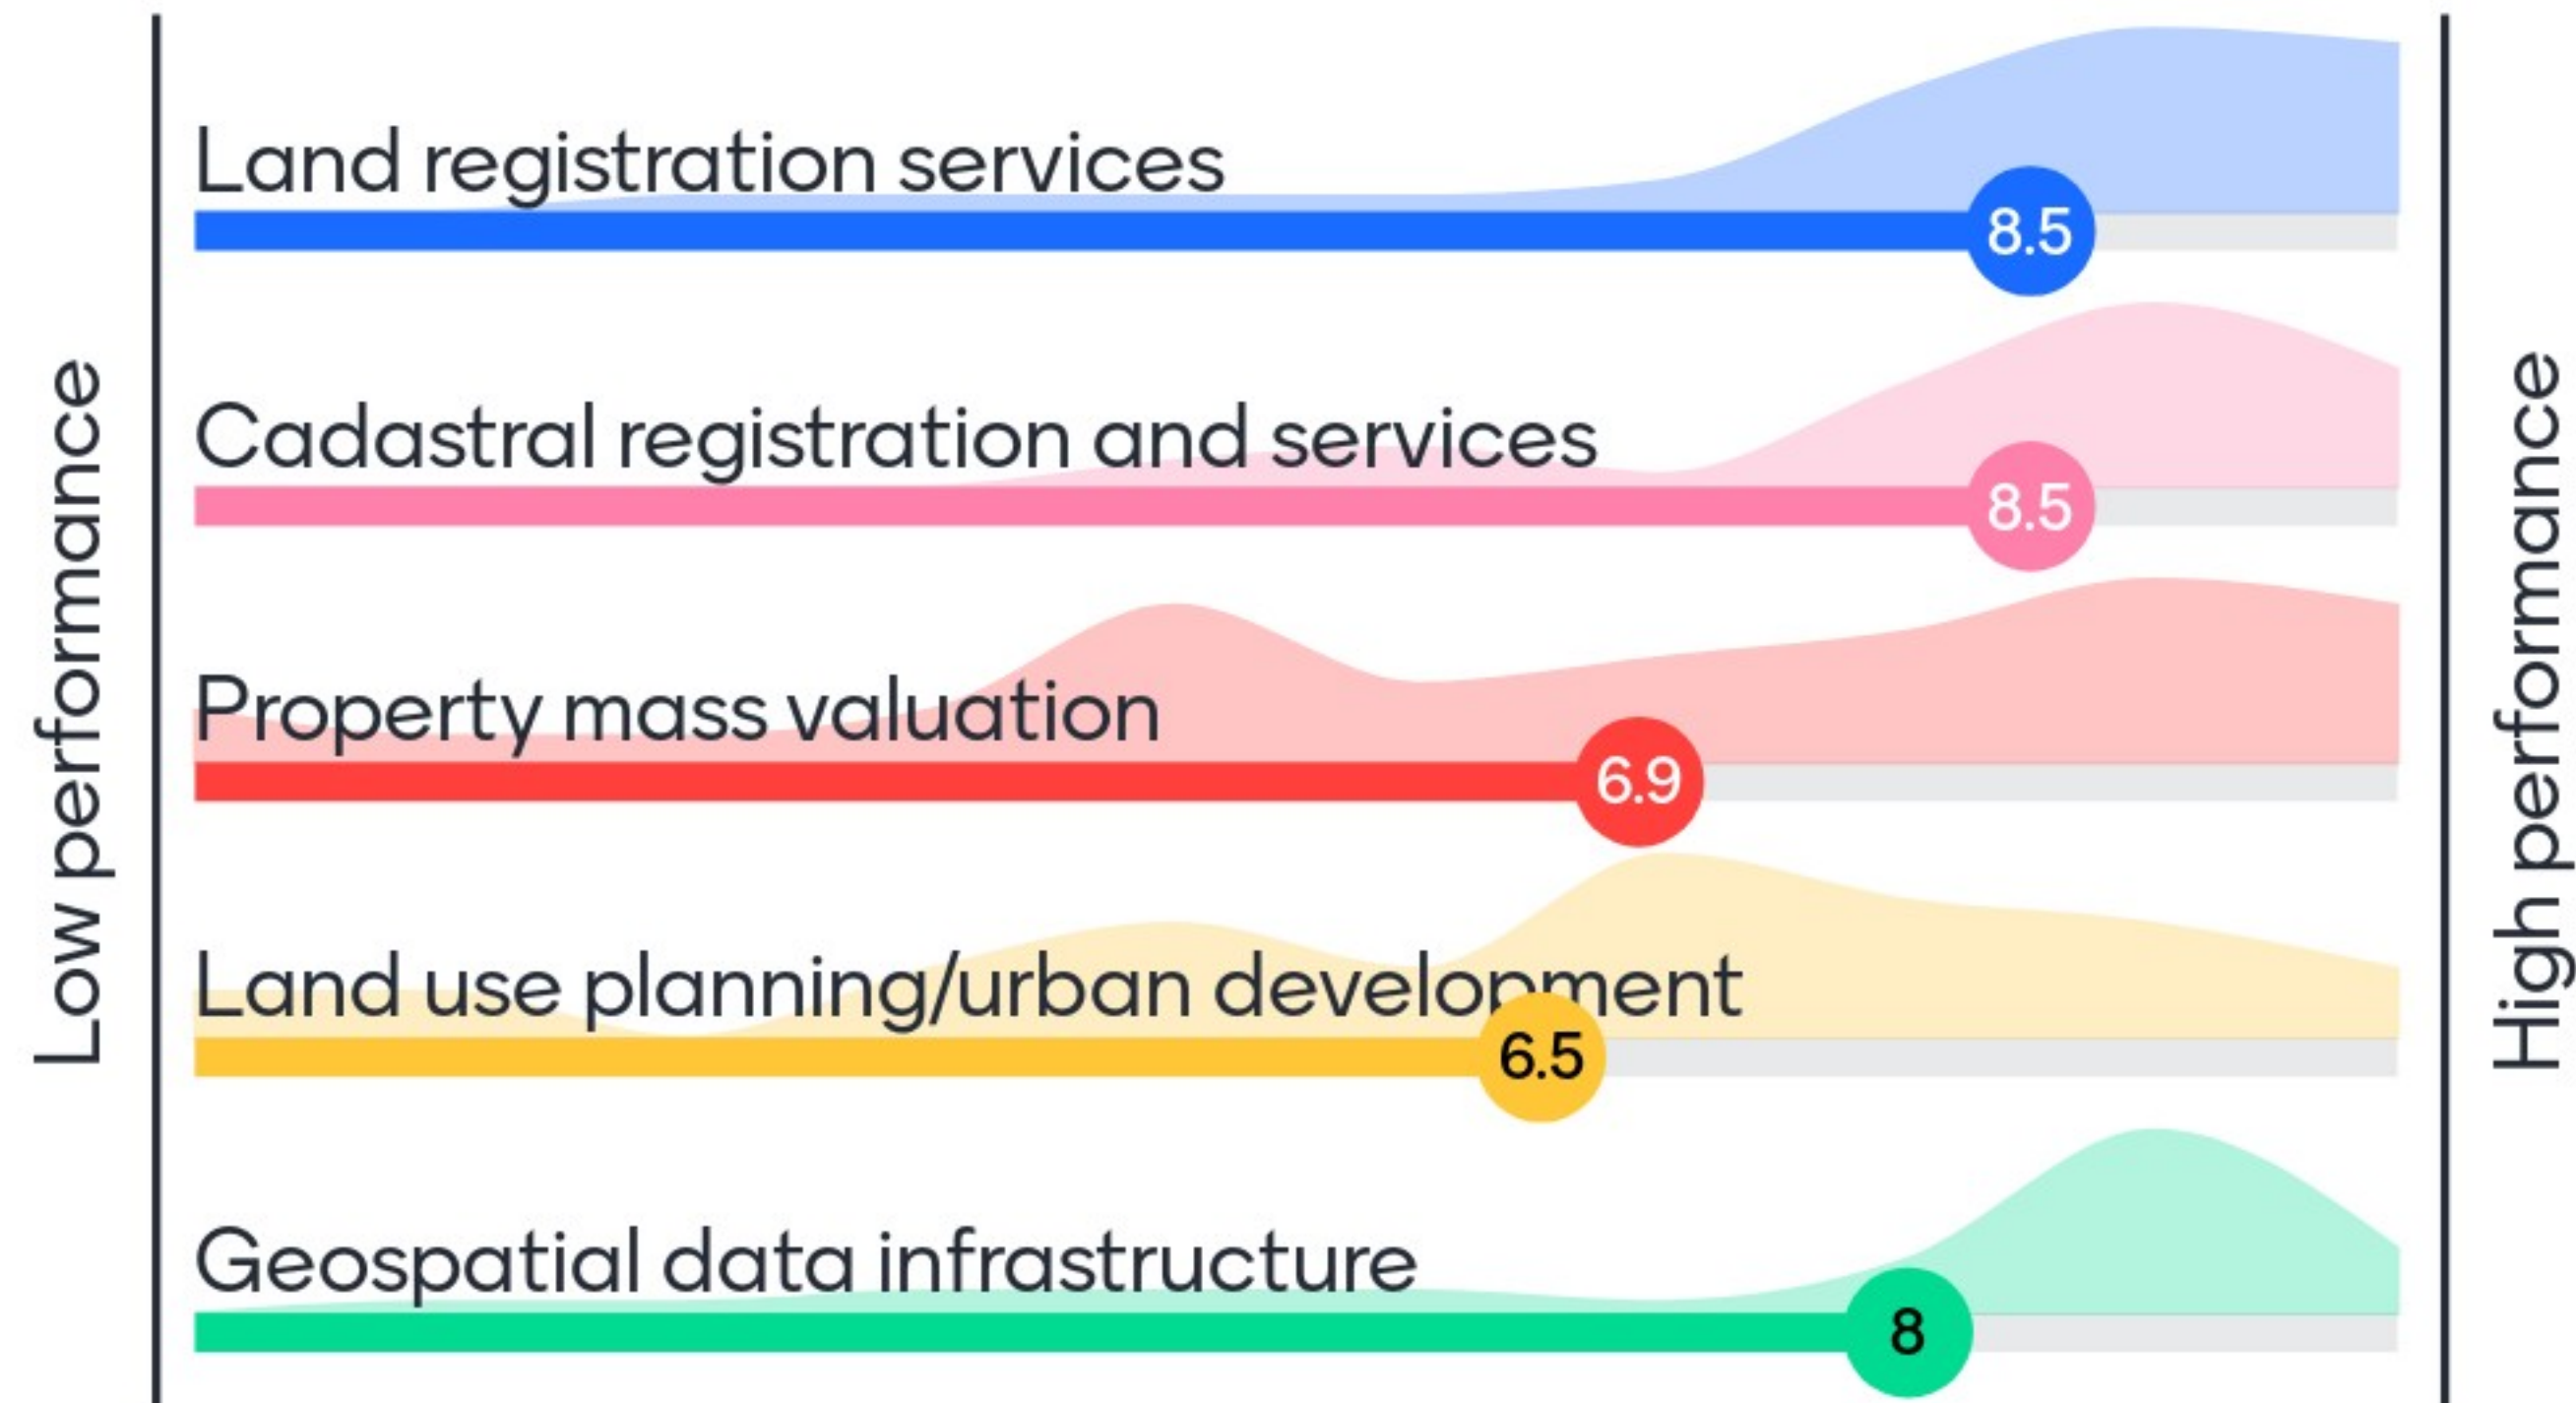 Low performance
Land registration services
8.5
Cadastral registration and services
8.5
Property mass valuation
6.9
Land use planning/urban development
6.5
Geospatial data infrastructure
8
High performance